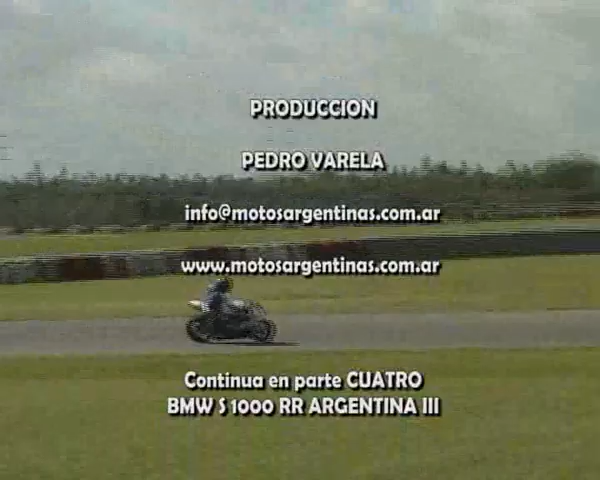 PRODUCCION
PEDRO VARELA
info@motosargentinas.com.ar
www.motosargentinas.com.ar
Continua en parte CUATRO
BMW S 1000 RR ARGENTINA III